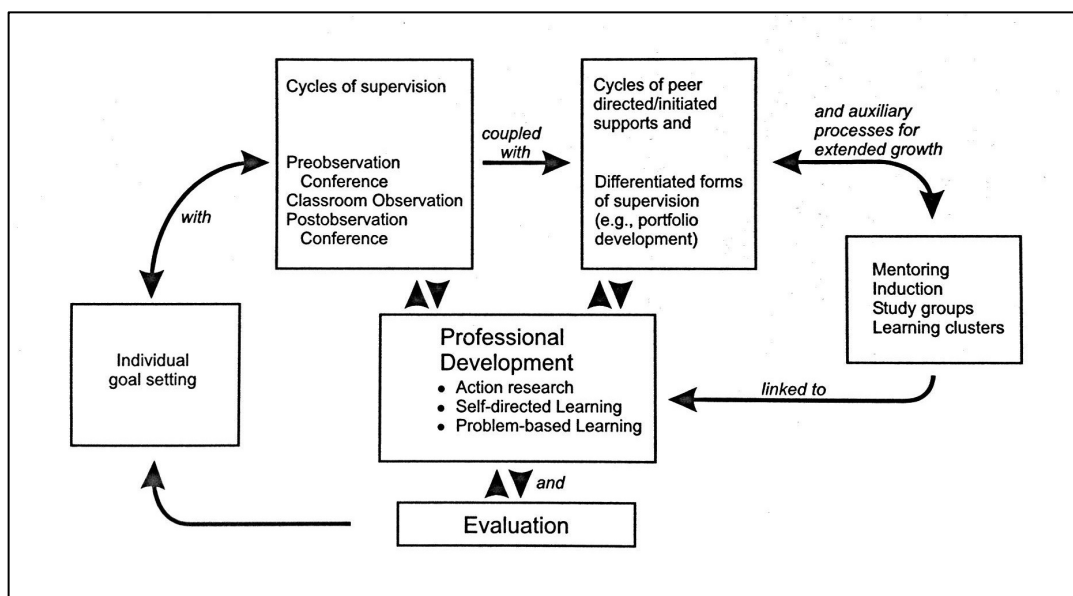 Cycles of supervision
Preobservation
Conference
Classroom Observation
Postobservation
Conference
coupled
with
Cycles of peer
directed/initiated
supports and
Differentiated forms
of supervision
(e.g., portfolio
development)
and auxiliary
processes for
extended growth
with
Mentoring
Induction
Study groups
Learning clusters
Individual
goal setting
Professional
Development
• Action research
• Self-directed Learning
• Problem-based Learning
linked to
and
Evaluation